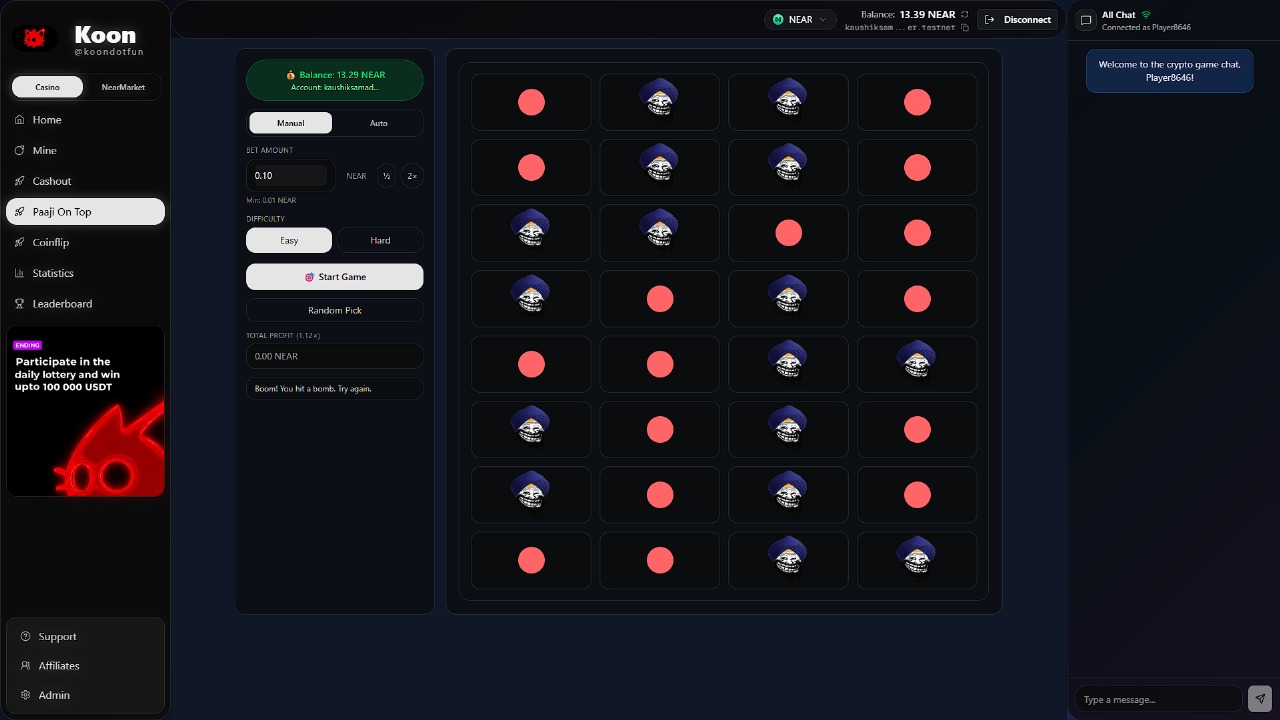 Koon
@koondotfun
Casino
NearMarket
Home
Mine
Cashout
Paaji On Top
Coinflip
Statistics
Leaderboard
ENDING
Participate in the
daily lottery and win
upto 100 000 USDT
Support
Affiliates
Admin
NEAR
Balance: 13.39 NEAR
kaushiksam...er.testnet
Disconnect
💰 Balance: 13.29 NEAR
Account: kaushiksamad...
Manual
Auto
BET AMOUNT
0.10
NEAR
½
2×
Min: 0.01 NEAR
DIFFICULTY
Easy
Hard
🎯 Start Game
Random Pick
TOTAL PROFIT (1.12×)
0.00 NEAR
Boom! You hit a bomb. Try again.
All Chat
Connected as Player8646
Welcome to the crypto game chat,
Player8646!
Type a message...